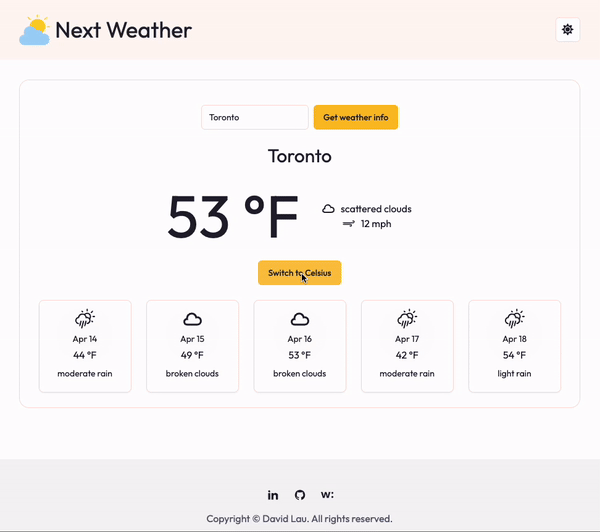 Next Weather
Toronto
Get weather info
Toronto
53 °F
scattered clouds
12 mph
Switch to Celsius
Apr 14
44 °F
moderate rain
Apr 15
49 °F
broken clouds
Apr 16
53 °F
broken clouds
Apr 17
42 °F
moderate rain
Apr 18
54 °F
light rain
in
w:
Copyright © David Lau. All rights reserved.